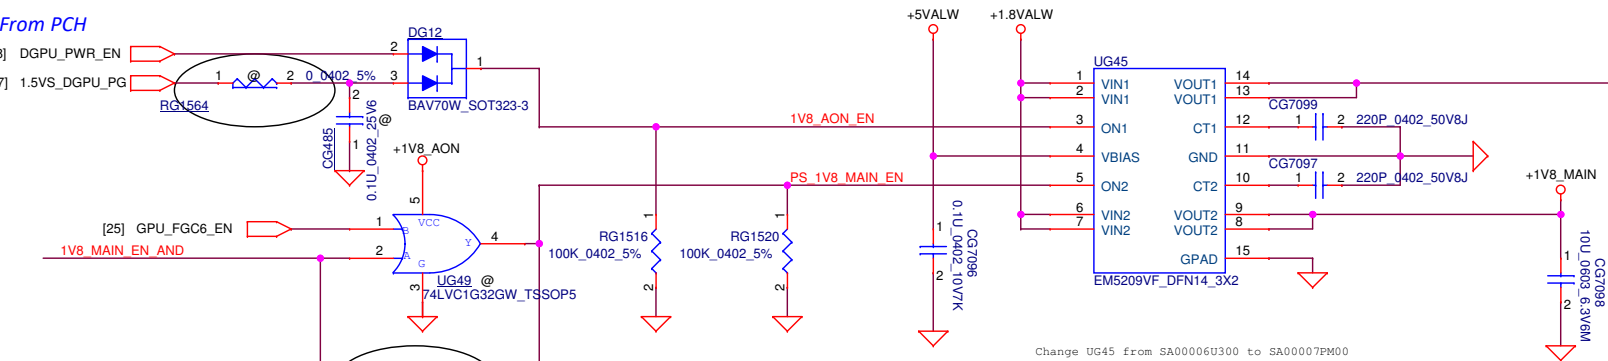 From PCH
8] DGPU_PWR_EN
7] 1.5VS_DGPU_PG
1 @ 2 0_0402_5%
RG1564
DG12
2
3
1
BAV70W_SOT323-3
2
1
CG485
0.1U_0402_25V6
@
+1V8_AON
5
VCC
[25] GPU_FGC6_EN
1
B
1V8_MAIN_EN_AND
2
A
Y
4
G
3
UG49 @
74LVC1G32GW_TSSOP5
1V8_AON_EN
PS_1V8_MAIN_EN
1
RG1516
100K_0402_5%
2
1
RG1520
100K_0402_5%
2
+5VALW
+1.8VALW
1
2
0.1U_0402_10V7K
CG7096
UG45
1 VIN1 VOUT1 14
2 VIN1 VOUT1 13
3 ON1 CT1 12
4 VBIAS GND 11
5 ON2 CT2 10
6 VIN2 VOUT2 9
7 VIN2 VOUT2 8
GPAD 15
EM5209VF_DFN14_3X2
CG7099
1 2 220P_0402_50V8J
CG7097
1 2 220P_0402_50V8J
+1V8_MAIN
1
2
10U_0603_6.3V6M
CG7098
Change UG45 from SA00006U300 to SA00007PM00